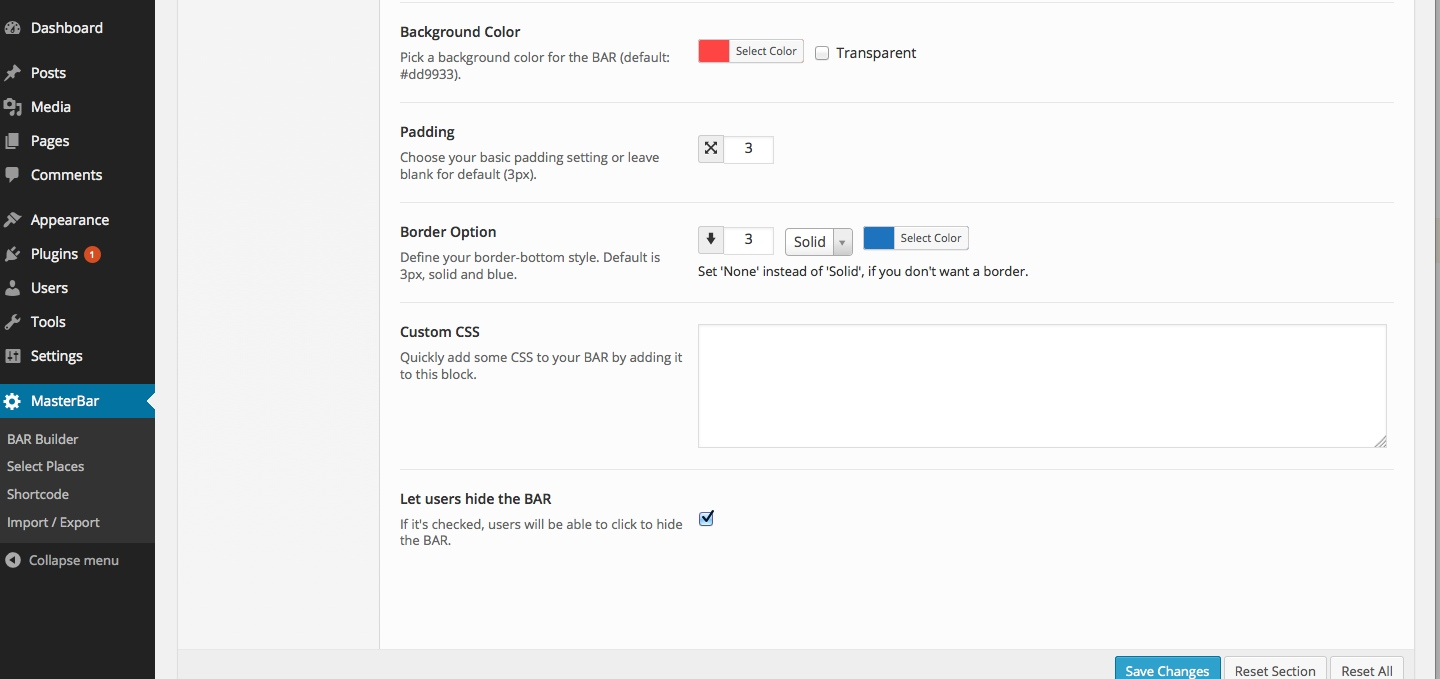 Dashboard
Posts
Media
Pages
Comments
Appearance
Plugins 1
Users
Tools
Settings
MasterBar
BAR Builder
Select Places
Shortcode
Import / Export
Collapse menu
Background Color
Pick a background color for the BAR (default:
#dd9933).
Select Color
Transparent
Padding
Choose your basic padding setting or leave
blank for default (3px).
3
Border Option
Define your border-bottom style. Default is
3px, solid and blue.
3
Solid
Select Color
Set 'None' instead of 'Solid', if you don't want a border.
Custom CSS
Quickly add some CSS to your BAR by adding it
to this block.
Let users hide the BAR
If it's checked, users will be able to click to hide
the BAR.
Save Changes
Reset Section
Reset All